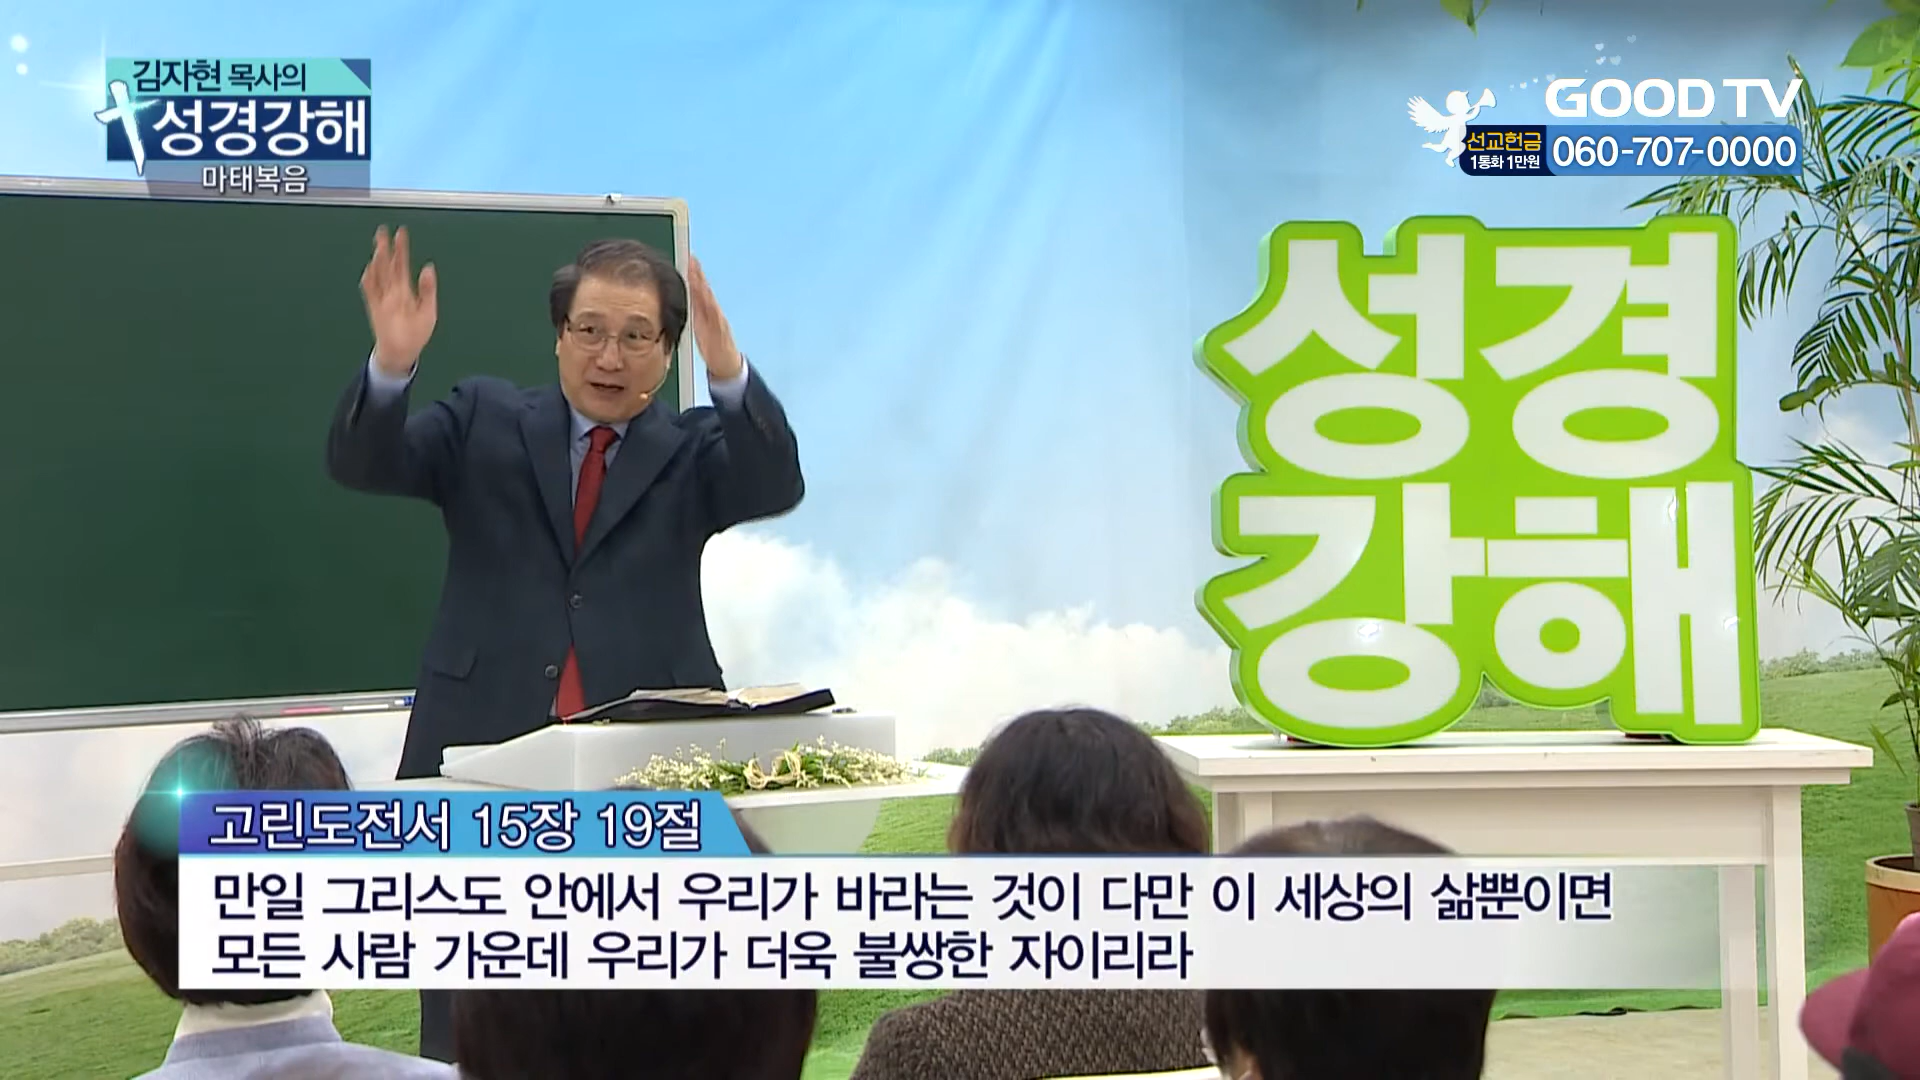 김자현 목사의
성경강해
마태복음
GOOD TV
선교헌금
1통화 1만원
060-707-0000
성경
강해
고린도전서 15장 19절
만일 그리스도 안에서 우리가 바라는 것이 다만 이 세상의 삶뿐이면
모든 사람 가운데 우리가 더욱 불쌍한 자이리라